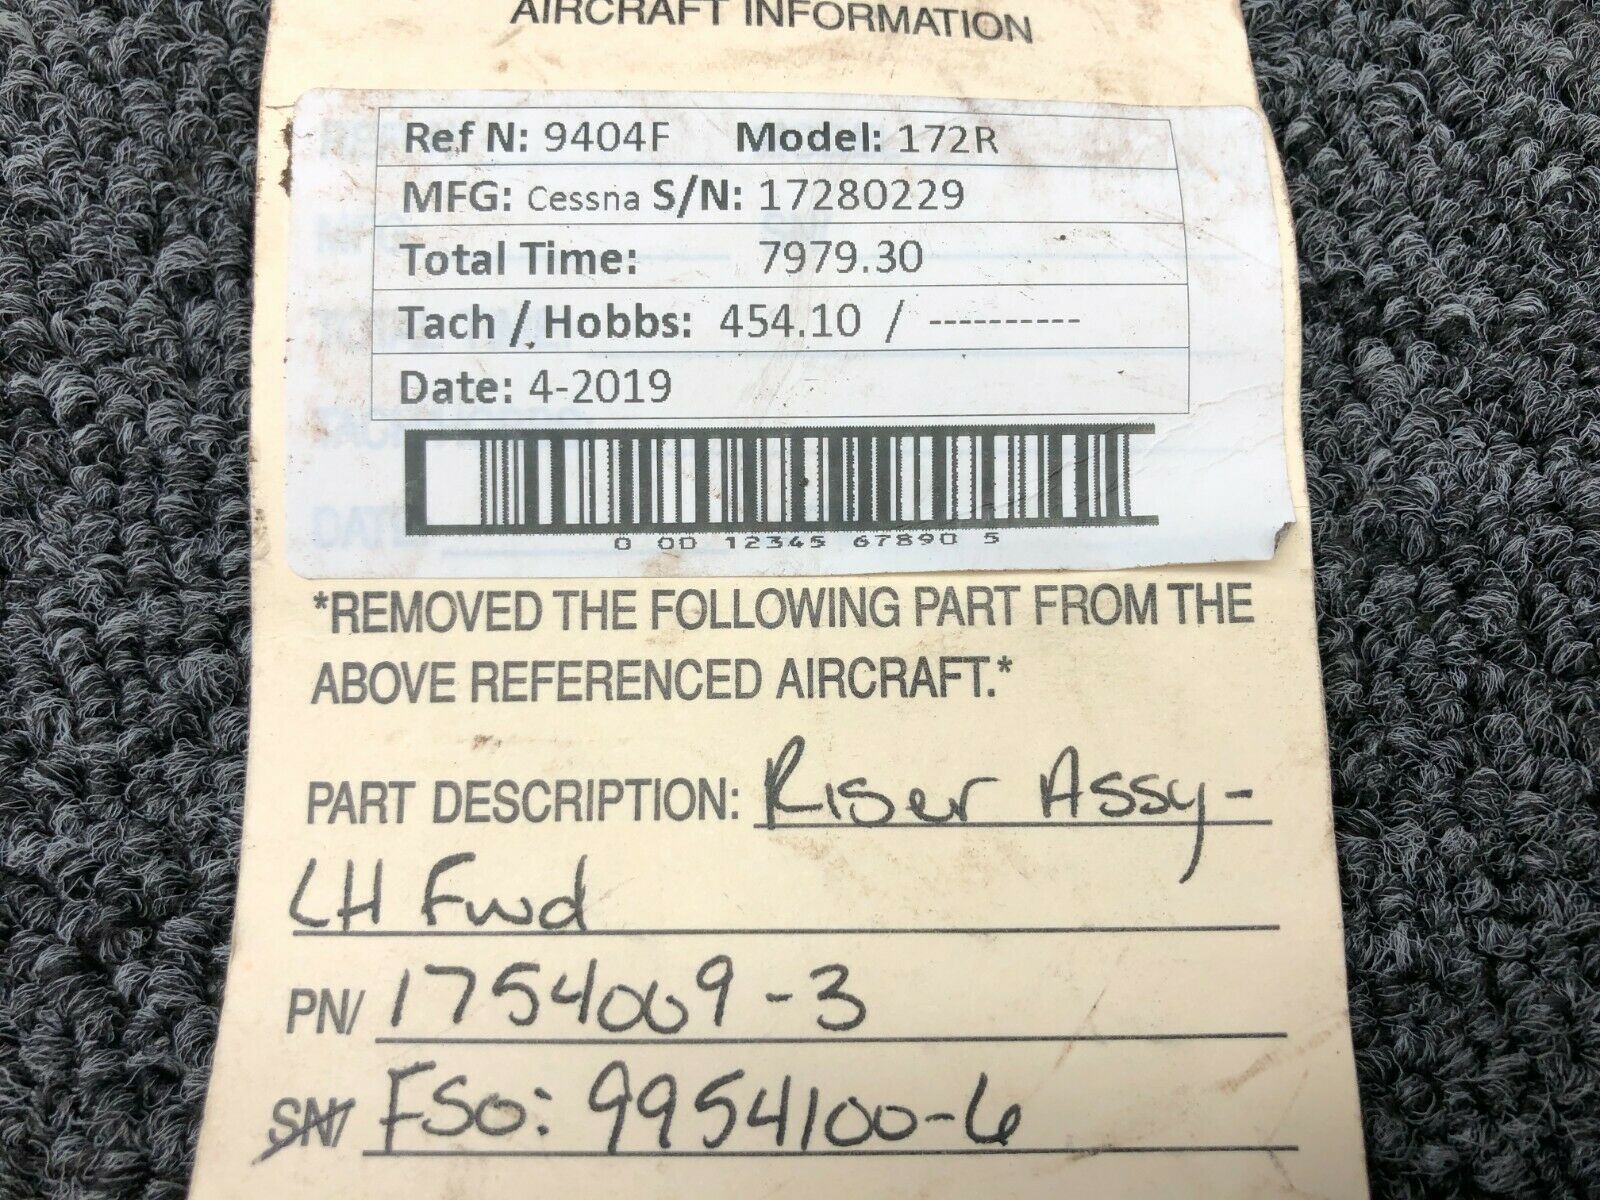 AIRCRAFT INFORMATION
Ref N: 9404F Model: 172R
MFG: Cessna S/N: 17280229
Total Time: 7979.30
Tach / Hobbs: 454.10 / ----------
Date: 4-2019
0 00 12345 67890 5
*REMOVED THE FOLLOWING PART FROM THE
ABOVE REFERENCED AIRCRAFT.*
PART DESCRIPTION: Riser Assy-
LH Fwd
PN/ 1754009-3
SN/ FSO: 9954100-6